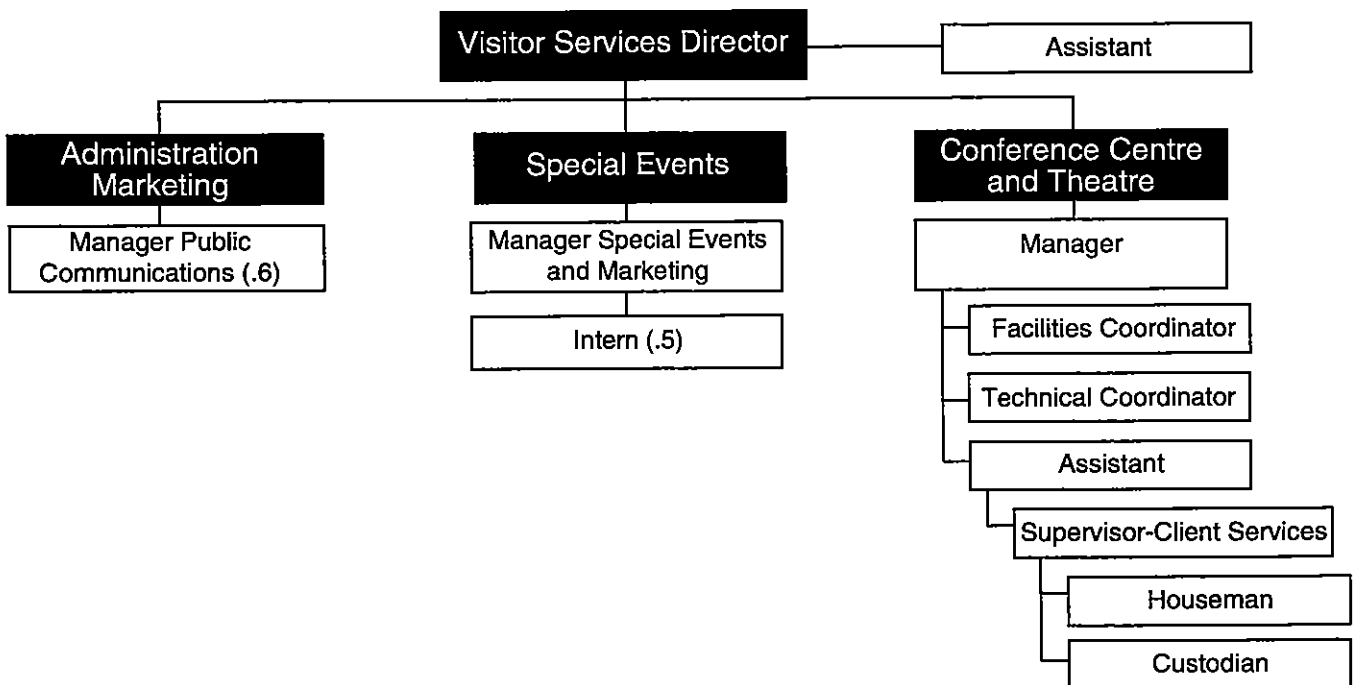 Visitor Services Director
Assistant
Administration
Marketing
Special Events
Conference Centre
and Theatre
Manager Public
Communications (.6)
Manager Special Events
and Marketing
Manager
Intern (.5)
Facilities Coordinator
Technical Coordinator
Assistant
Supervisor-Client Services
Houseman
Custodian